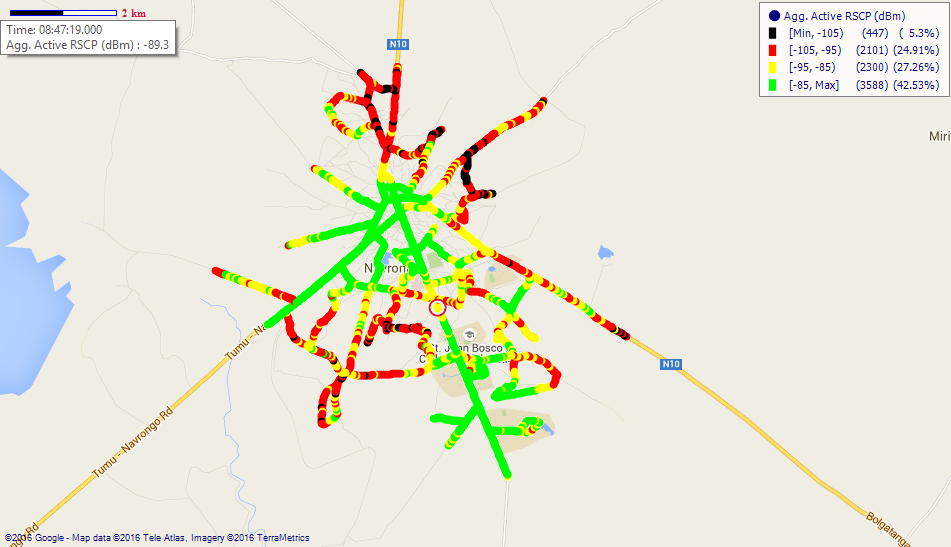 2 km
Time: 08:47:19.000
Agg. Active RSCP (dBm) : -89.3
Agg. Active RSCP (dBm)
[Min, -105) (447) ( 5.3%)
[-105, -95) (2101) (24.91%)
[-95, -85) (2300) (27.26%)
[-85, Max] (3588) (42.53%)
N10
Miri
Tumu - Na
St. John Bosco
N10
Tumu - Navrongo Rd
Bolgatanga
ngo Rd
©2016 Google - Map data ©2016 Tele Atlas, Imagery ©2016 TerraMetrics